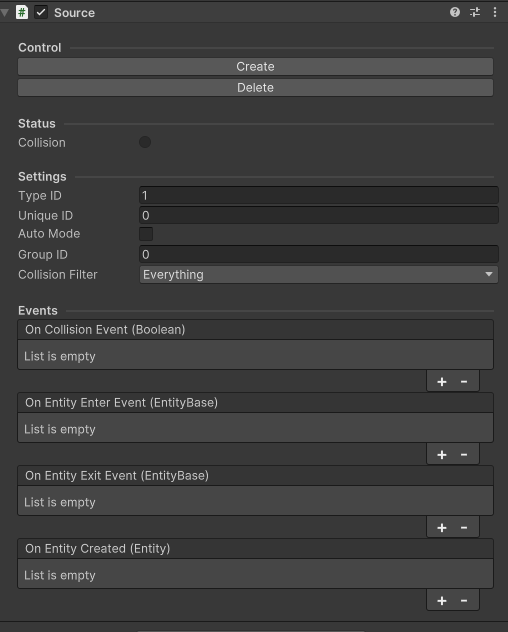 # Source
Control
Create
Delete
Status
Collision
Settings
Type ID 1
Unique ID 0
Auto Mode
Group ID 0
Collision Filter Everything
Events
On Collision Event (Boolean)
List is empty
+ -
On Entity Enter Event (EntityBase)
List is empty
+ -
On Entity Exit Event (EntityBase)
List is empty
+ -
On Entity Created (Entity)
List is empty
+ -